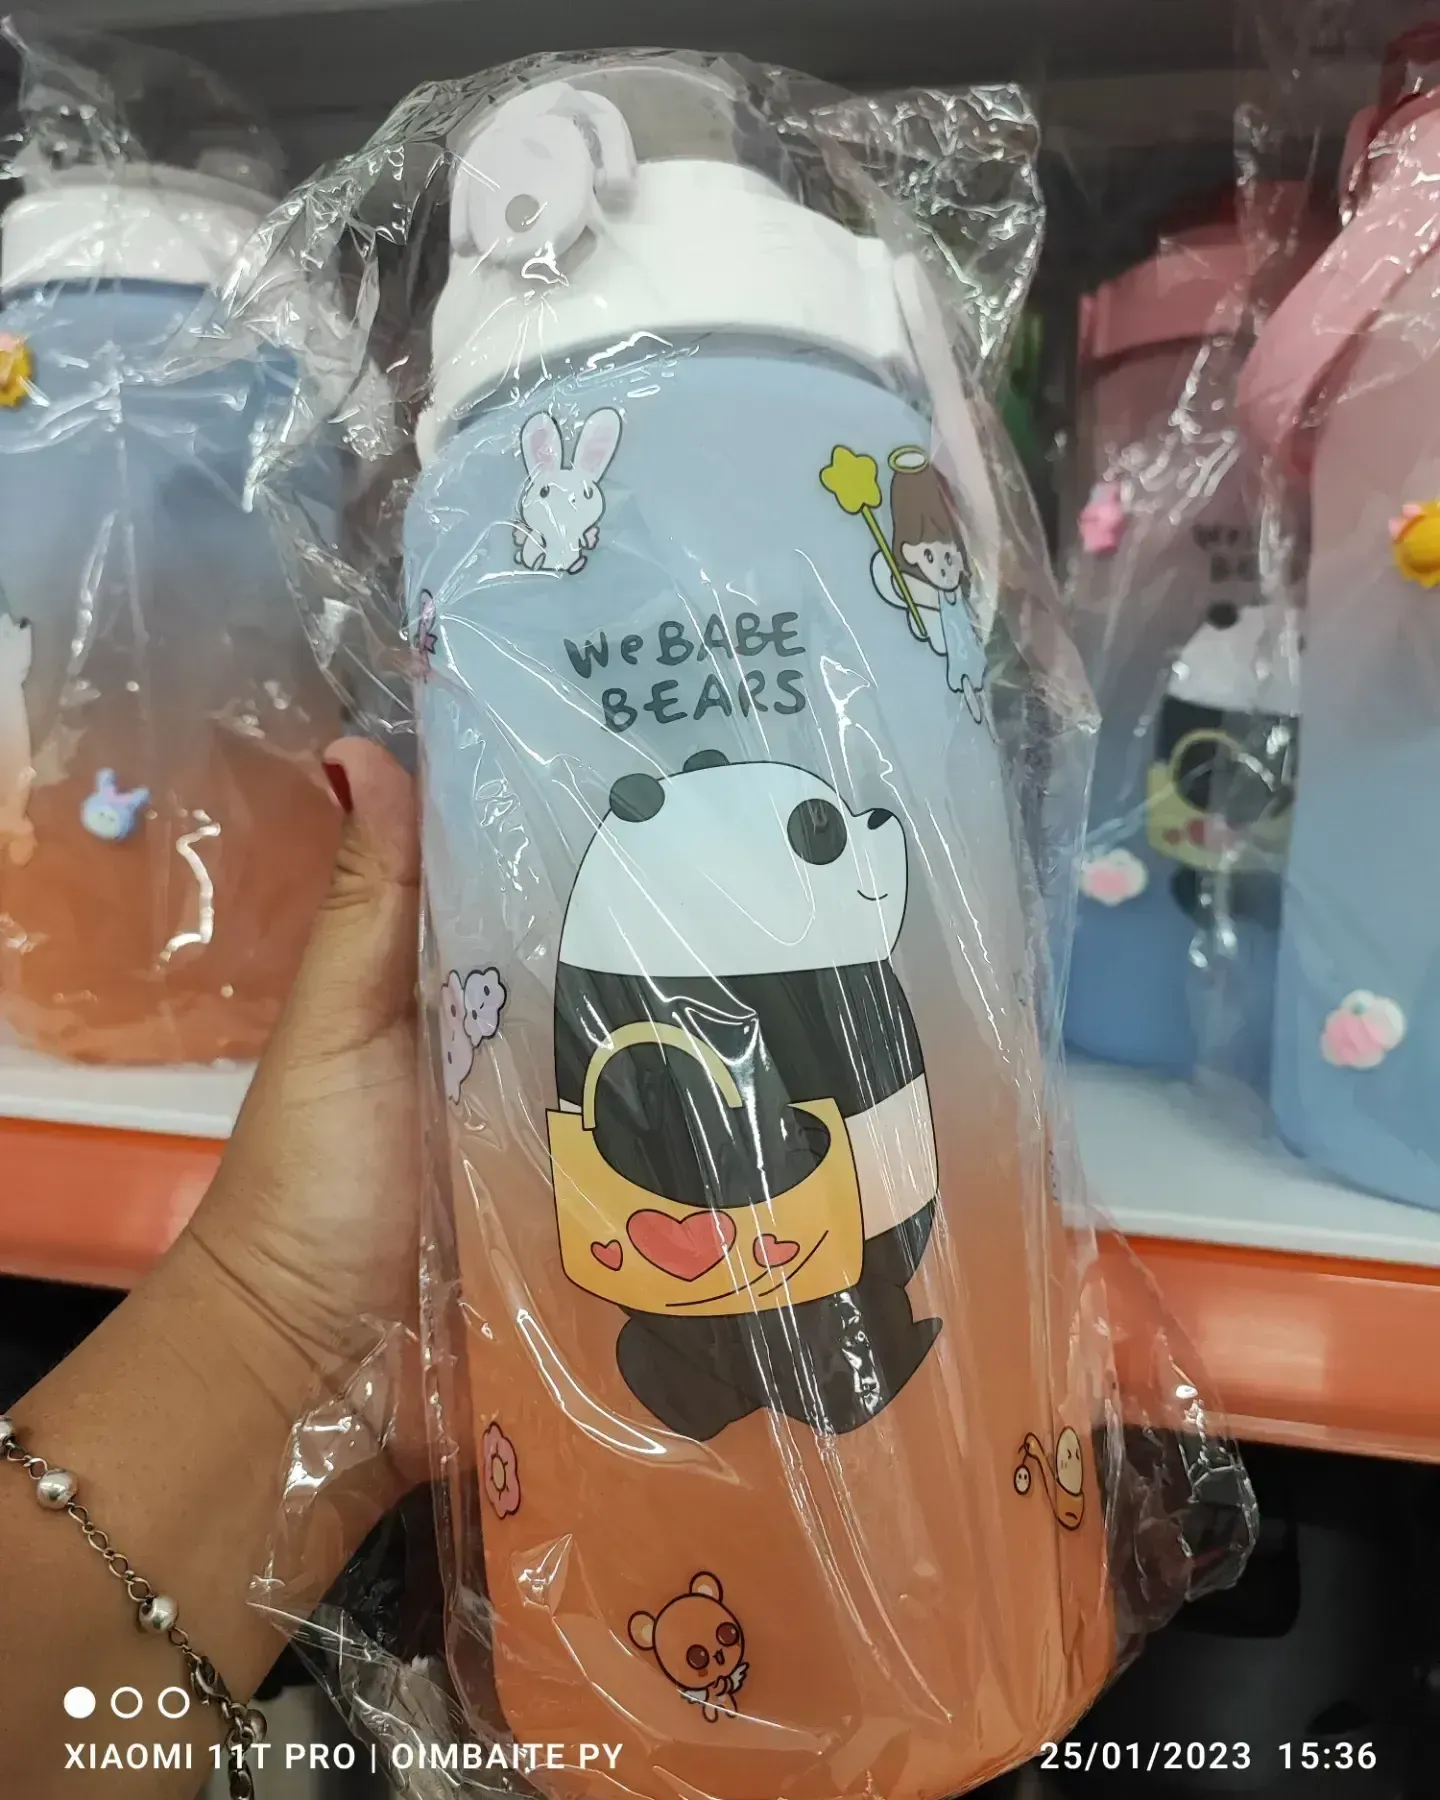 We BABE
BEARS
XIAOMI 11T PRO | OIMBAITE PY
25/01/2023 15:36